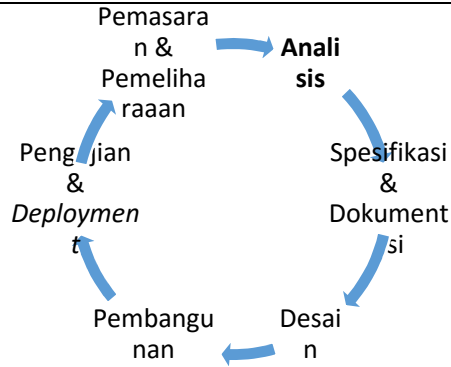 Pemasara
n &
Pemeliha
raaan
Anali
sis
Spesifikasi
&
Dokument
si
Desai
n
Pembangu
nan
Peng jian
&
Deploymen
t